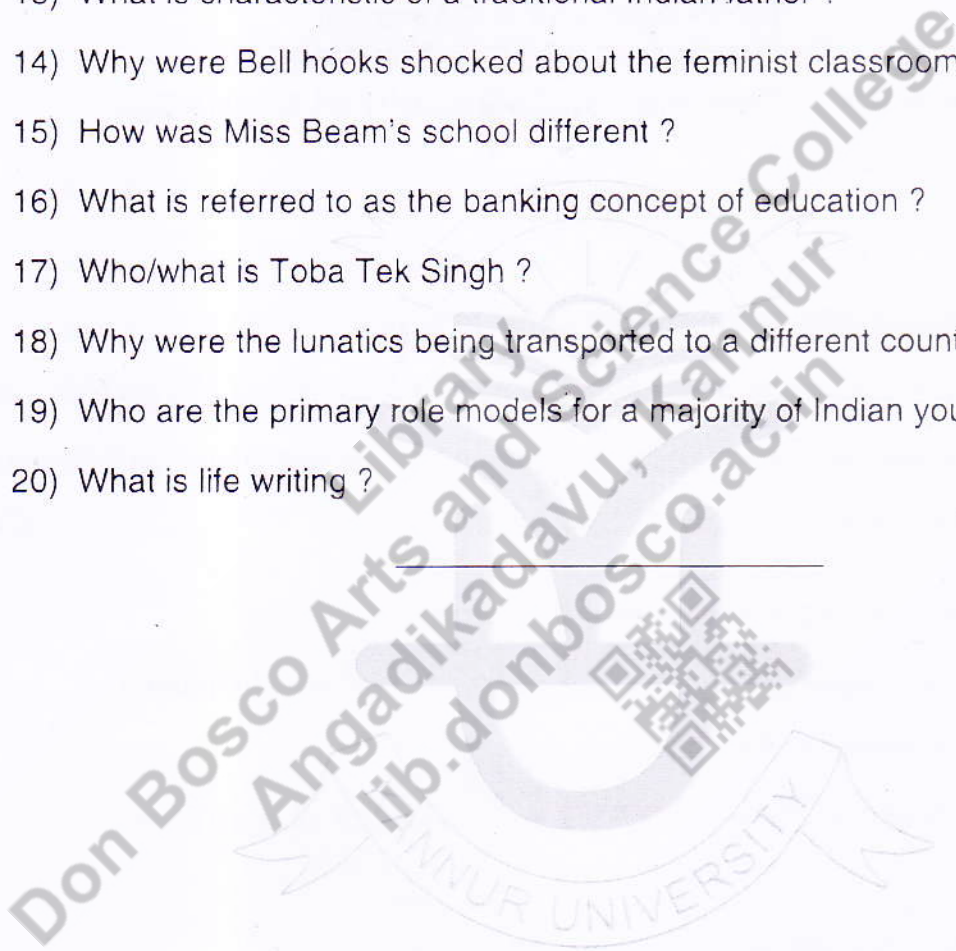 14) Why were Bell hooks shocked about the feminist classroom
15) How was Miss Beam's school different ?
16) What is referred to as the banking concept of education ?
17) Who/what is Toba Tek Singh ?
18) Why were the lunatics being transported to a different
19) Who are the primary role models for a majority of Indian
20) What is life writing ?
Library
Don Bosco Arts and Science College
Angadikadavu, Kannur
lib.donbosco.ac.in
UNIVERSITY